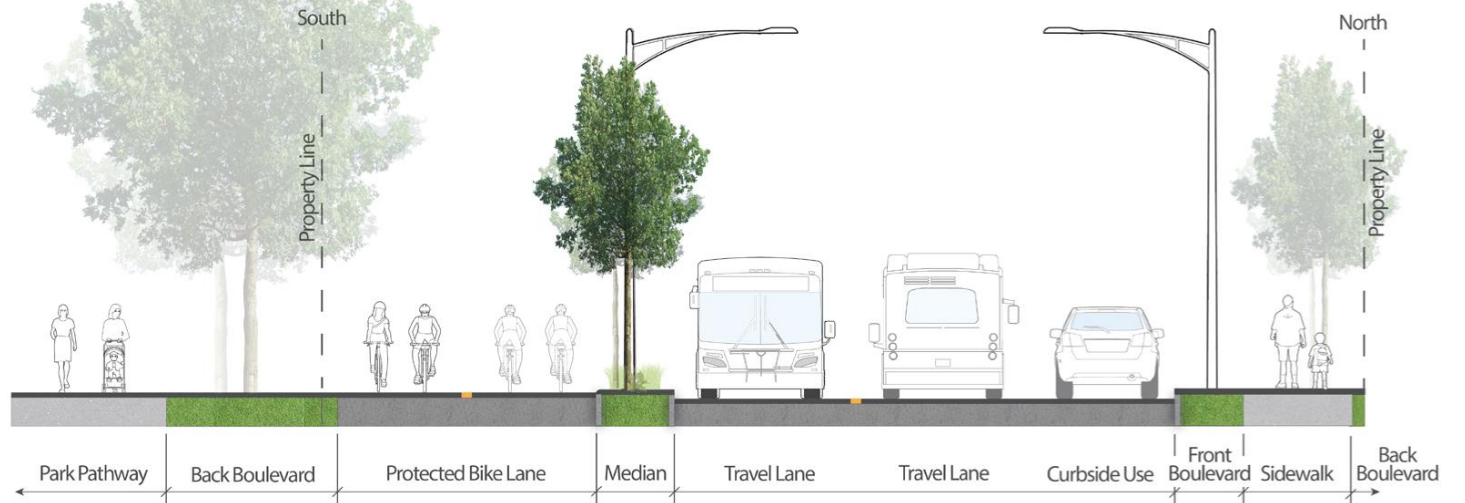 South
North
Property Line
Property Line
Park Pathway
Back Boulevard
Protected Bike Lane
Median
Travel Lane
Travel Lane
Curbside Use
Front
Boulevard
Sidewalk
Back
Boulevard